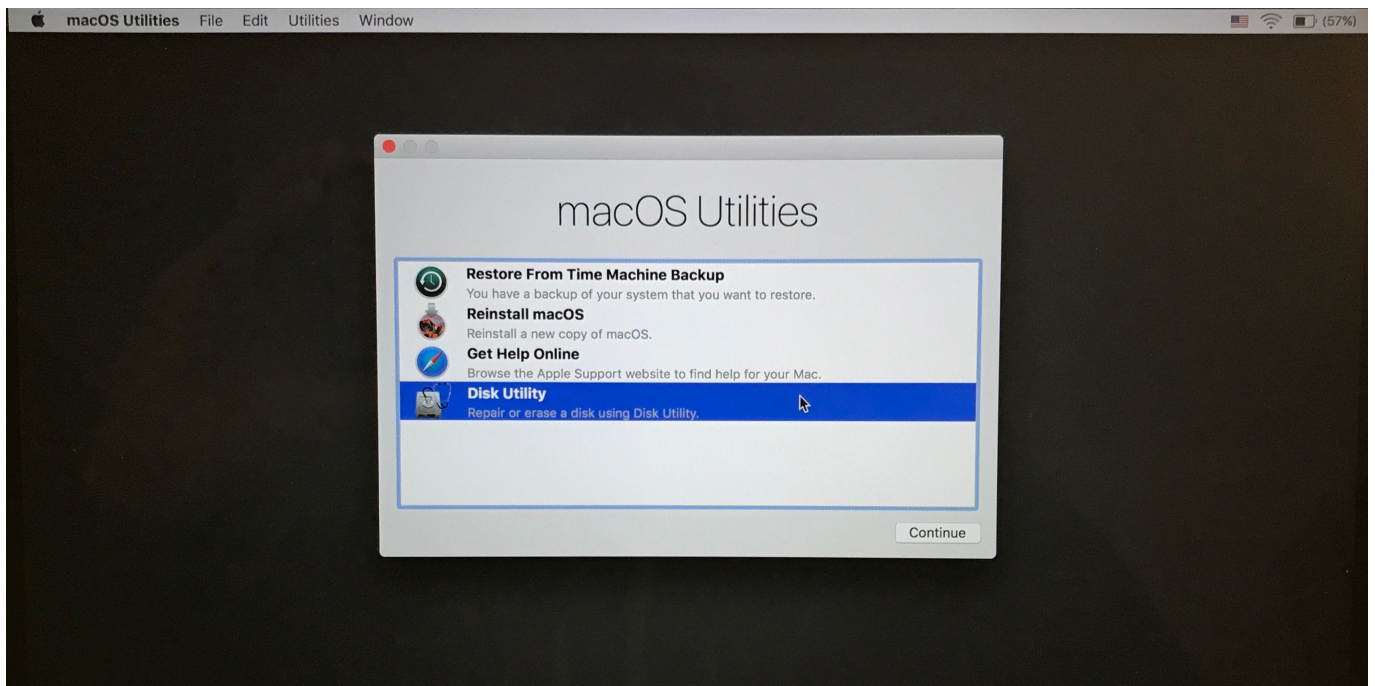 macOS Utilities File Edit Utilities Window (57%)
macOS Utilities
Restore From Time Machine Backup
You have a backup of your system that you want to restore.
Reinstall macOS
Reinstall a new copy of macOS.
Get Help Online
Browse the Apple Support website to find help for your Mac.
Disk Utility
Repair or erase a disk using Disk Utility.
Continue